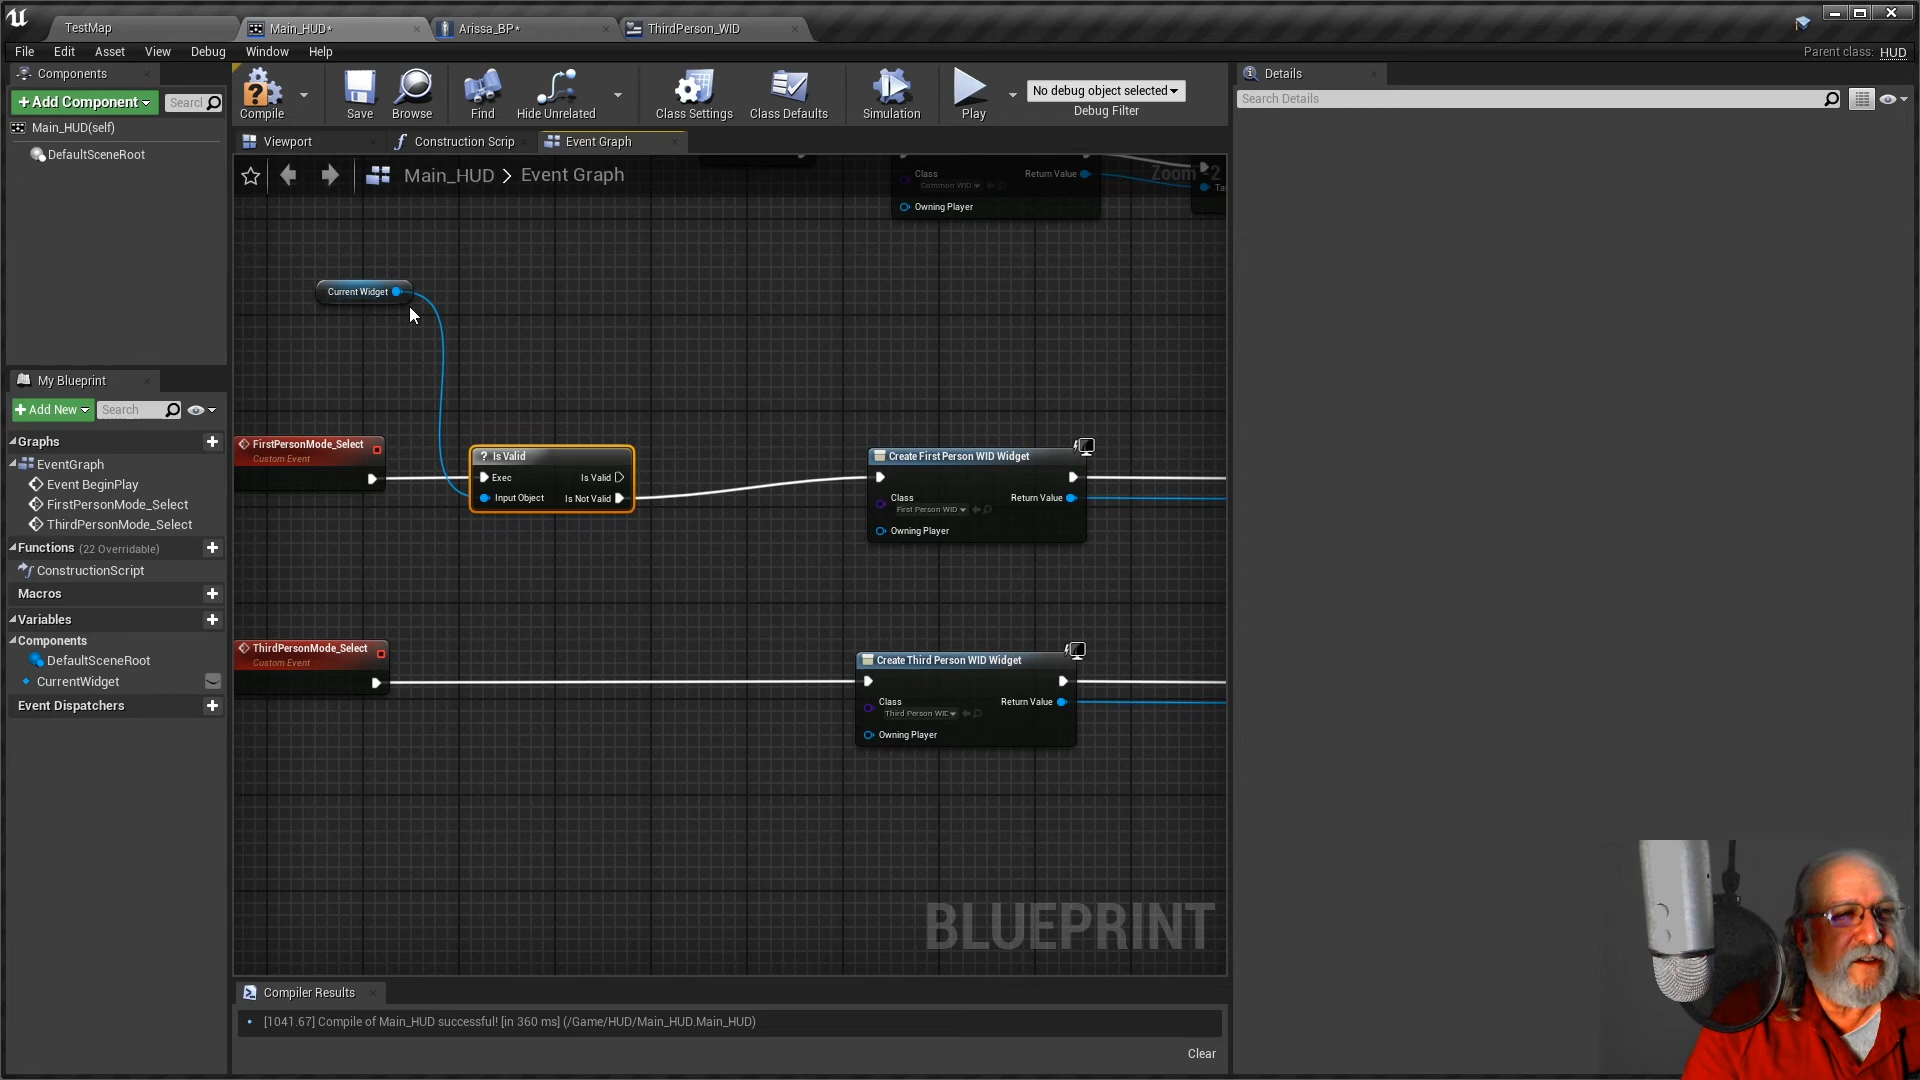 TestMap
Main_HUD*
Arissa_BP*
ThirdPerson_WID
File Edit Asset View Debug Window Help
Parent class: HUD
Components
+Add Component
Search
Main_HUD(self)
DefaultSceneRoot
Compile
Save
Browse
Find
Hide Unrelated
Class Settings
Class Defaults
Simulation
Play
No debug object selected
Debug Filter
Details
Search Details
Viewport
Construction Scrip
Event Graph
Main_HUD > Event Graph
Zoom -2
Class
Common WID
Return Value
Ta
Owning Player
Current Widget
FirstPersonMode_Select
Custom Event
? Is Valid
Exec
Is Valid
Input Object
Is Not Valid
Create First Person WID Widget
Class
First Person WID
Return Value
Owning Player
ThirdPersonMode_Select
Custom Event
Create Third Person WID Widget
Class
Third Person WID
Return Value
Owning Player
BLUEPRINT
My Blueprint
+Add New
Search
Graphs
EventGraph
Event BeginPlay
FirstPersonMode_Select
ThirdPersonMode_Select
Functions (22 Overridable)
ConstructionScript
Macros
Variables
Components
DefaultSceneRoot
CurrentWidget
Event Dispatchers
Compiler Results
[1041.67] Compile of Main_HUD successful! [in 360 ms] (/Game/HUD/Main_HUD.Main_HUD)
Clear